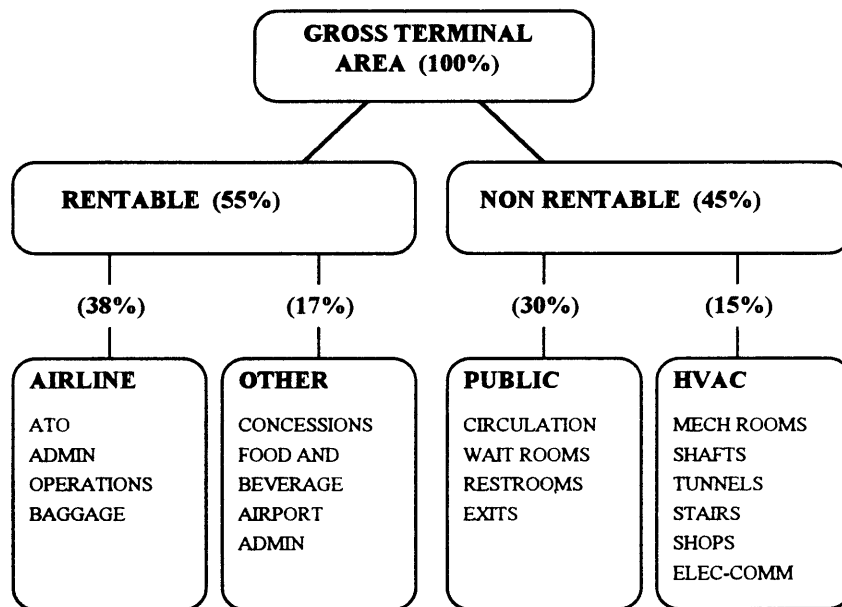 GROSS TERMINAL
AREA (100%)
RENTABLE (55%)
NON RENTABLE (45%)
(38%)
(17%)
(30%)
(15%)
AIRLINE
ATO
ADMIN
OPERATIONS
BAGGAGE
OTHER
CONCESSIONS
FOOD AND
BEVERAGE
AIRPORT
ADMIN
PUBLIC
CIRCULATION
WAIT ROOMS
RESTROOMS
EXITS
HVAC
MECH ROOMS
SHAFTS
TUNNELS
STAIRS
SHOPS
ELEC-COMM